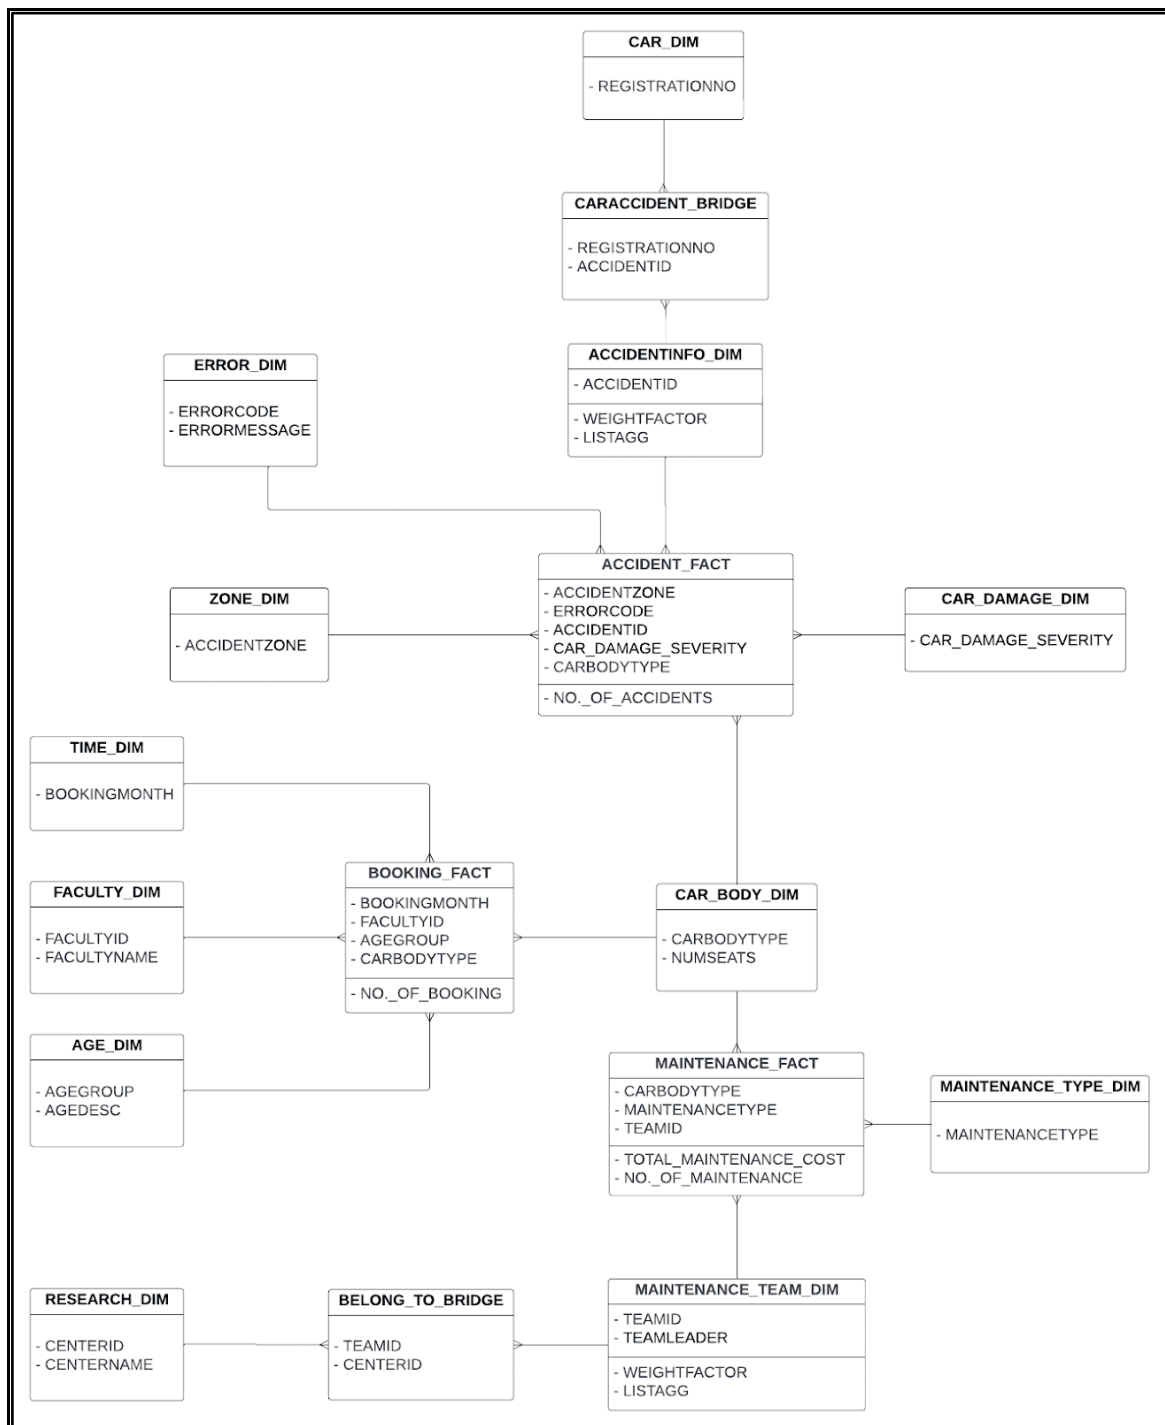 CAR_DIM
- REGISTRATIONNO
CARACCIDENT_BRIDGE
- REGISTRATIONNO
- ACCIDENTID
ERROR_DIM
- ERRORCODE
- ERRORMESSAGE
ACCIDENTINFO_DIM
- ACCIDENTID
- WEIGHTFACTOR
- LISTAGG
ZONE_DIM
- ACCIDENTZONE
ACCIDENT_FACT
- ACCIDENTZONE
- ERRORCODE
- ACCIDENTID
- CAR_DAMAGE_SEVERITY
- CARBODYTYPE
- NO._OF_ACCIDENTS
CAR_DAMAGE_DIM
- CAR_DAMAGE_SEVERITY
TIME_DIM
- BOOKINGMONTH
FACULTY_DIM
- FACULTYID
- FACULTYNAME
BOOKING_FACT
- BOOKINGMONTH
- FACULTYID
- AGEGROUP
- CARBODYTYPE
- NO._OF_BOOKING
CAR_BODY_DIM
- CARBODYTYPE
- NUMSEATS
AGE_DIM
- AGEGROUP
- AGEDESC
MAINTENANCE_FACT
- CARBODYTYPE
- MAINTENANCETYPE
- TEAMID
- TOTAL_MAINTENANCE_COST
- NO._OF_MAINTENANCE
MAINTENANCE_TYPE_DIM
- MAINTENANCETYPE
RESEARCH_DIM
- CENTERID
- CENTERNAME
BELONG_TO_BRIDGE
- TEAMID
- CENTERID
MAINTENANCE_TEAM_DIM
- TEAMID
- TEAMLEADER
- WEIGHTFACTOR
- LISTAGG